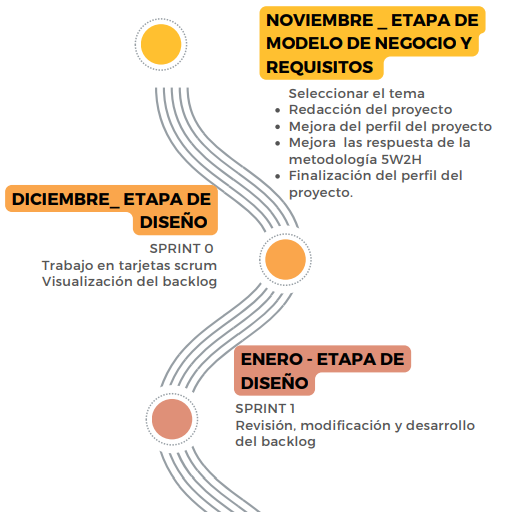 NOVIEMBRE _ ETAPA DE
MODELO DE NEGOCIO Y
REQUISITOS
Seleccionar el tema
• Redacción del proyecto
• Mejora del perfil del proyecto
• Mejora las respuesta de la
metodología 5W2H
• Finalización del perfil del
proyecto.
DICIEMBRE_ ETAPA DE
DISEÑO
SPRINT 0
Trabajo en tarjetas scrum
Visualización del backlog
ENERO - ETAPA DE
DISEÑO
SPRINT 1
Revisión, modificación y desarrollo
del backlog